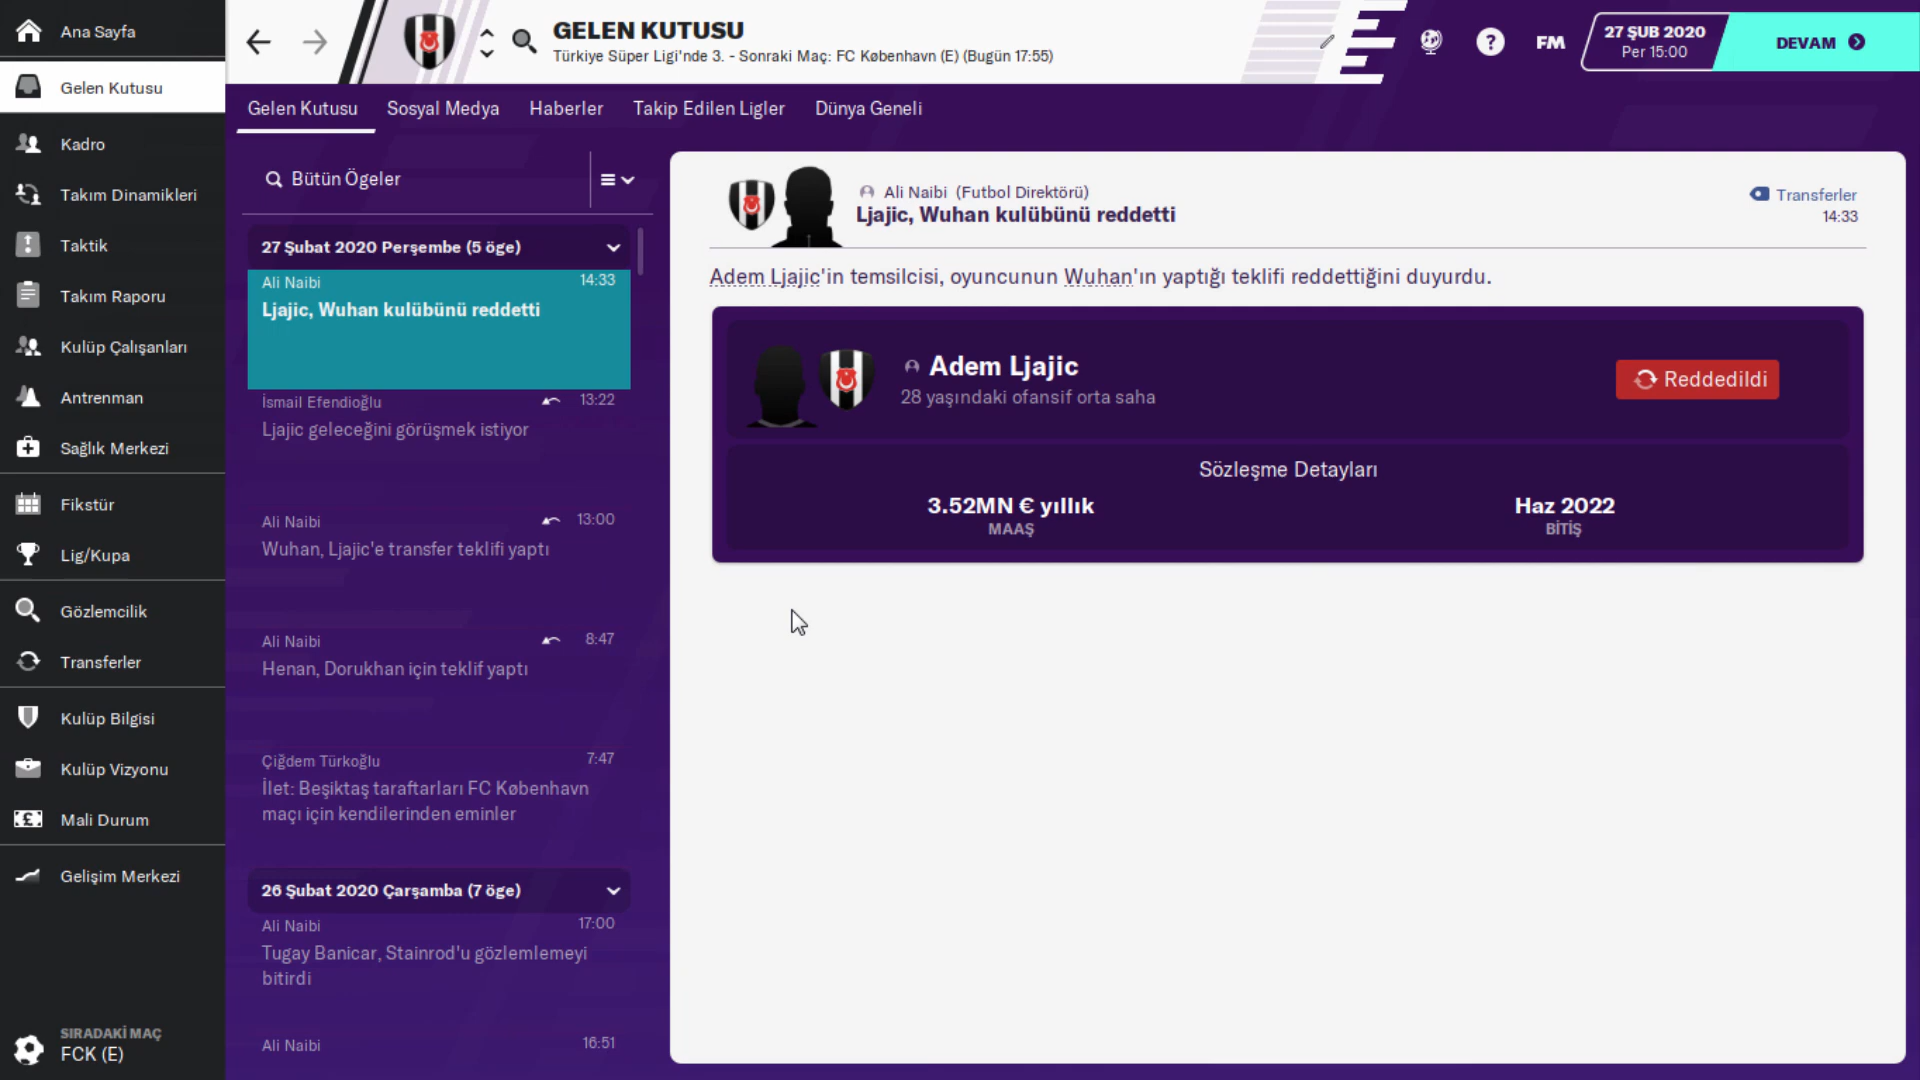 Ana Sayfa
Gelen Kutusu
Kadro
Takım Dinamikleri
Taktik
Takım Raporu
Kulüp Çalışanları
Antrenman
Sağlık Merkezi
Fikstür
Lig/Kupa
Gözlemcilik
Transferler
Kulüp Bilgisi
Kulüp Vizyonu
Mali Durum
Gelişim Merkezi
SIRADAKİ MAÇ
FCK (E)
GELEN KUTUSU
Türkiye Süper Ligi'nde 3. - Sonraki Maç: FC København (E) (Bugün 17:55)
?
FM
27 ŞUB 2020
Per 15:00
DEVAM
Gelen Kutusu Sosyal Medya Haberler Takip Edilen Ligler Dünya Geneli
Bütün Ögeler
27 Şubat 2020 Perşembe (5 öge)
Ali Naibi 14:33
Ljajic, Wuhan kulübünü reddetti
İsmail Efendioğlu 13:22
Ljajic geleceğini görüşmek istiyor
Ali Naibi 13:00
Wuhan, Ljajic'e transfer teklifi yaptı
Ali Naibi 8:47
Henan, Dorukhan için teklif yaptı
Çiğdem Türkoğlu 7:47
İlet: Beşiktaş taraftarları FC København
maçı için kendilerinden eminler
26 Şubat 2020 Çarşamba (7 öge)
Ali Naibi 17:00
Tugay Banicar, Stainrod'u gözlemlemeyi
bitirdi
Ali Naibi 16:51
Ali Naibi (Futbol Direktörü)
Ljajic, Wuhan kulübünü reddetti
Transferler
14:33
Adem Ljajic'in temsilcisi, oyuncunun Wuhan'ın yaptığı teklifi reddettiğini duyurdu.
Adem Ljajic
28 yaşındaki ofansif orta saha
Reddedildi
Sözleşme Detayları
3.52MN € yıllık
MAAŞ
Haz 2022
BİTİŞ